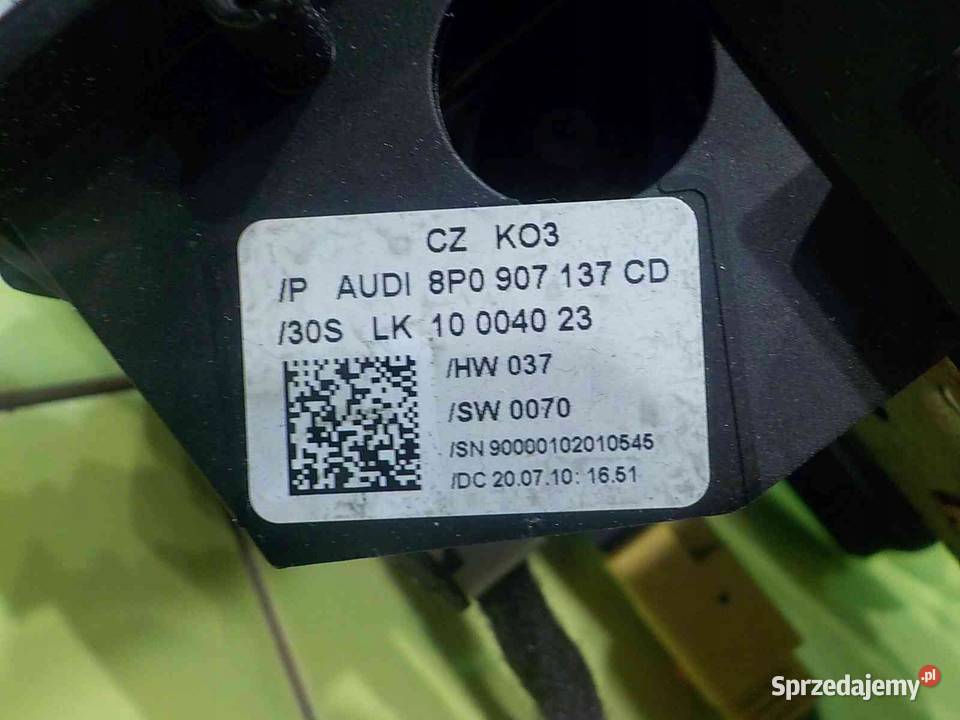 CZ KO3
/P AUDI 8P0 907 137 CD
/30S LK 10 0040 23
/HW 037
/SW 0070
/SN 90000102010545
/DC 20.07.10: 16.51
Sprzedajemy.pl